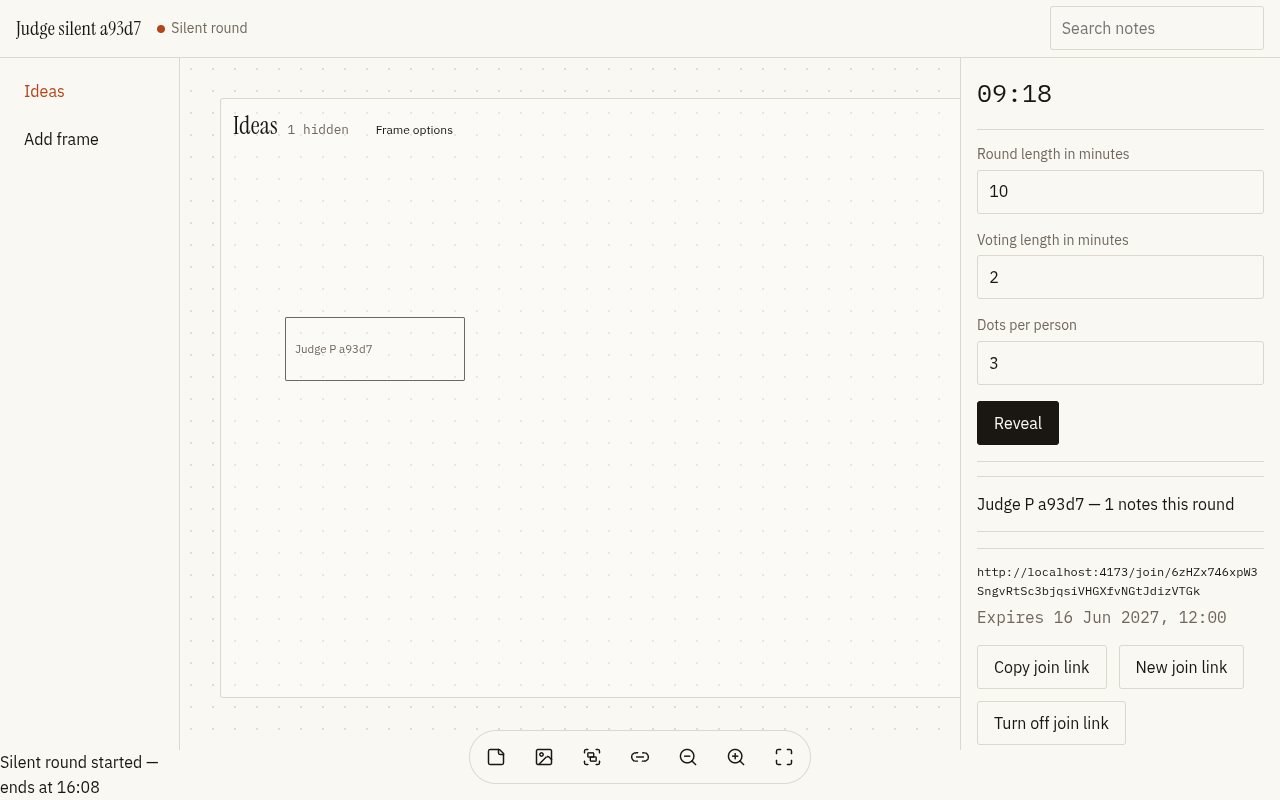 Judge silent a93d7
Silent round
Search notes
Ideas
Add frame
Ideas
1 hidden
Frame options
Judge P a93d7
09:18
Round length in minutes
10
Voting length in minutes
2
Dots per person
3
Reveal
Judge P a93d7 — 1 notes this round
http://localhost:4173/join/6zHZx746xpW3
SngvRtSc3bjqsiVHGXfvNGtJdizVTGk
Expires 16 Jun 2027, 12:00
Copy join link
New join link
Turn off join link
Silent round started —
ends at 16:08